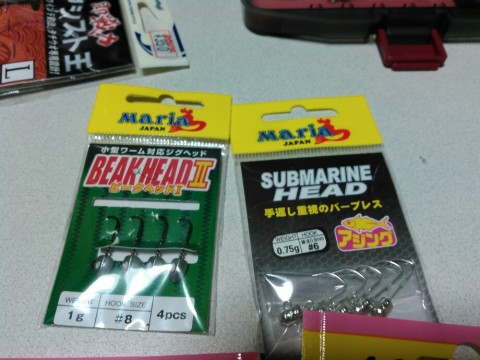 L
Maria
JAPAN
小型ワーム対応ジグヘッド
BEAK HEAD II
ビークヘッドⅡ
WEIGHT
1g
HOOK SIZE
#8
4pcs
Maria
JAPAN
SUBMARINE
HEAD
手返し重視のバーブレス
アジング
WEIGHT
0.75g
HOOK
#6